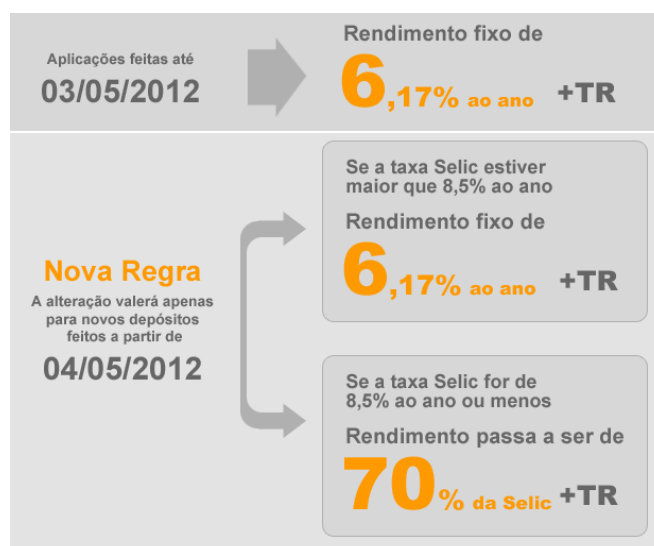 Aplicações feitas até
03/05/2012
Rendimento fixo de
6,17% ao ano +TR
Nova Regra
A alteração valerá apenas
para novos depósitos
feitos a partir de
04/05/2012
Se a taxa Selic estiver
maior que 8,5% ao ano
Rendimento fixo de
6,17% ao ano +TR
Se a taxa Selic for de
8,5% ao ano ou menos
Rendimento passa a ser de
70% da Selic +TR